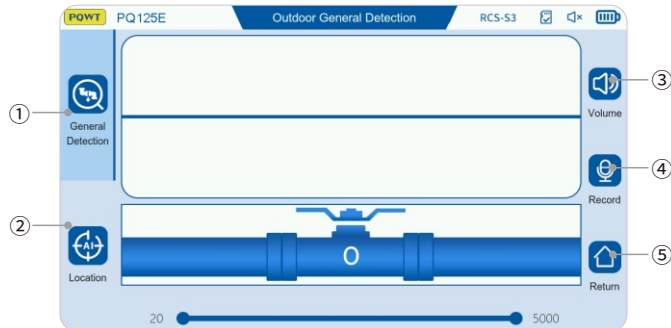 PQWT PQ125E Outdoor General Detection RCS-S3
① General
Detection
② AI
Location
③ Volume
④ Record
⑤ Return
0
20 5000